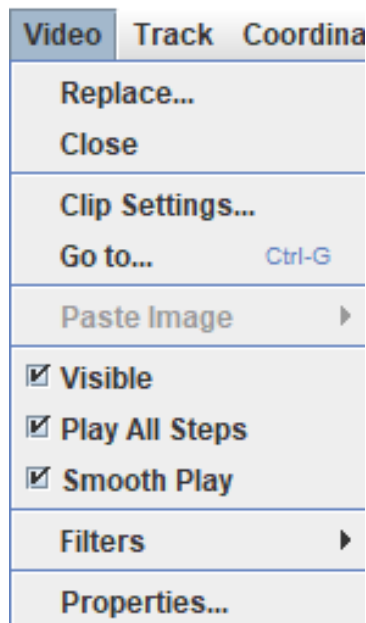 Video Track Coordina
Replace...
Close
Clip Settings...
Go to... Ctrl-G
Paste Image
Visible
Play All Steps
Smooth Play
Filters
Properties...